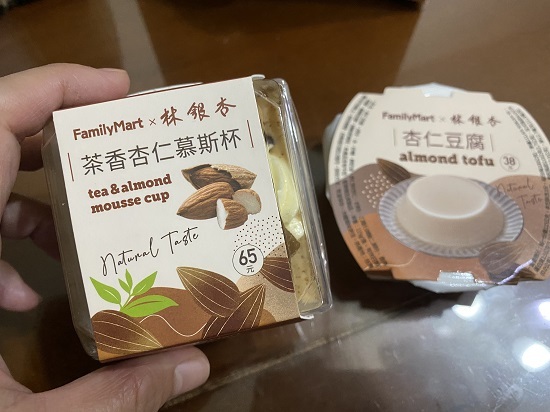 FamilyMart × 林銀杏
茶香杏仁慕斯杯
tea & almond
mousse cup
Natural Taste
65
元
FamilyMart × 林銀杏
杏仁豆腐
almond tofu
38
Natural Taste